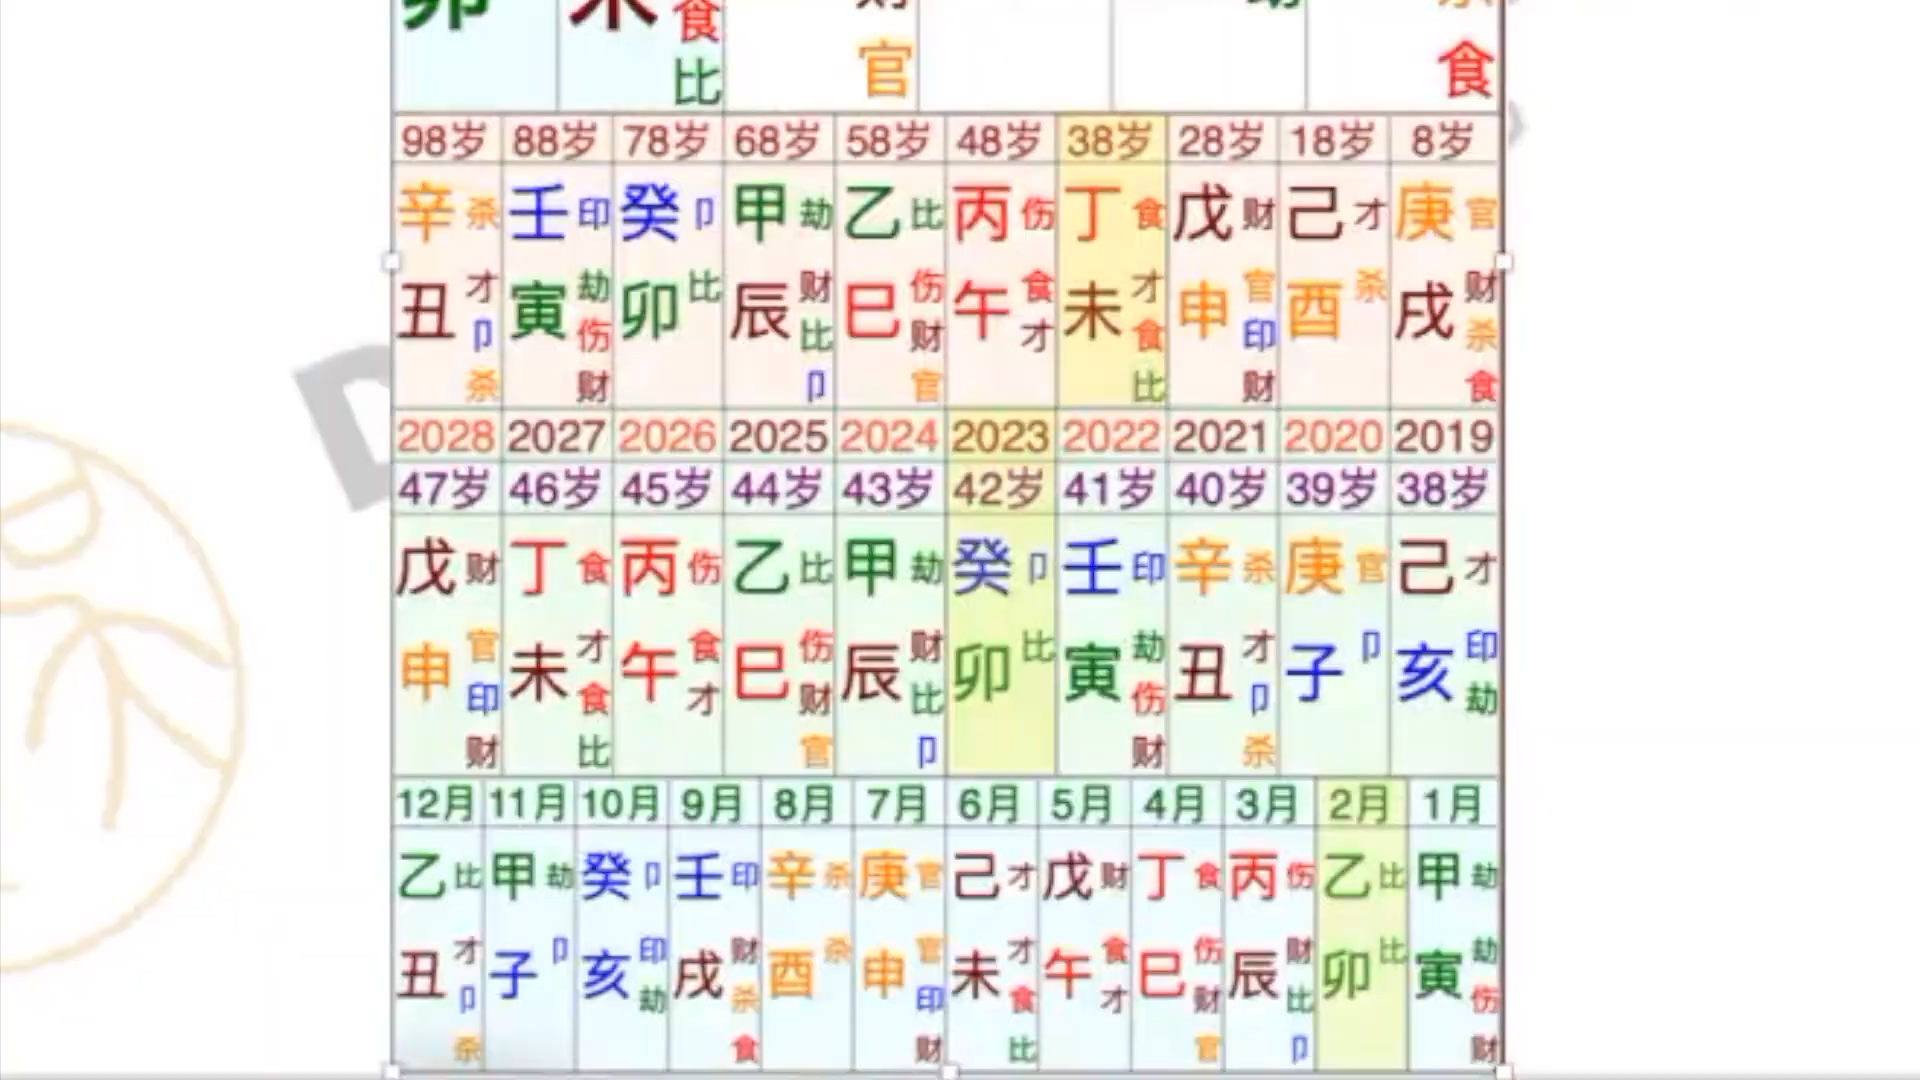 卯 未 食
官 比 食
98岁 88岁 78岁 68岁 58岁 48岁 38岁 28岁 18岁 8岁
辛杀 壬印 癸卩 甲劫 乙比 丙伤 丁食 戊财 己才 庚官
丑 寅 卯 辰 巳 午 未 申 酉 戌
才 劫 比 财 伤 食 才 官 杀 财
卩 伤 比 财 才 食 印 杀
杀 财 卩 官 比 财 食
2028 2027 2026 2025 2024 2023 2022 2021 2020 2019
47岁 46岁 45岁 44岁 43岁 42岁 41岁 40岁 39岁 38岁
戊财 丁食 丙伤 乙比 甲劫 癸卩 壬印 辛杀 庚官 己才
申 未 午 巳 辰 卯 寅 丑 子 亥
官 才 食 伤 财 比 劫 才 卩 印
印 食 才 财 比 伤 卩 劫
财 比 官 卩 财 杀
12月 11月 10月 9月 8月 7月 6月 5月 4月 3月 2月 1月
乙比 甲劫 癸卩 壬印 辛杀 庚官 己才 戊财 丁食 丙伤 乙比 甲劫
丑 子 亥 戌 酉 申 未 午 巳 辰 卯 寅
才 卩 印 财 杀 官 才 食 伤 财 比 劫
卩 劫 杀 印 食 才 财 比 伤
杀 食 财 比 官 卩 财